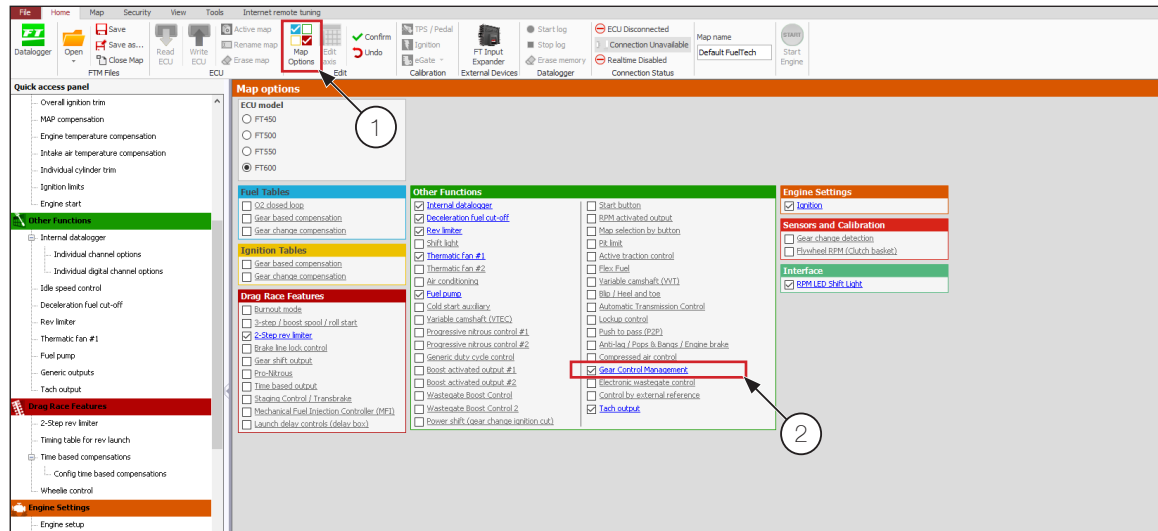 File Home Map Security View Tools Internet remote tuning
FT
Datalogger
Open
Save
Save as...
Close Map
FTM Files
Read ECU
Write ECU
Active map
Rename map
Erase map
ECU
Map Options
Edit axis
Confirm
Undo
Edit
TPS / Pedal
Ignition
eGate
Calibration
FT Input Expander
External Devices
Start log
Stop log
Erase memory
Datalogger
ECU Disconnected
Connection Unavailable
Realtime Disabled
Connection Status
Map name
Default FuelTech
START
Start Engine
Quick access panel
Overall ignition trim
MAP compensation
Engine temperature compensation
Intake air temperature compensation
Individual cylinder trim
Ignition limits
Engine start
Other Functions
Internal datalogger
Individual channel options
Individual digital channel options
Idle speed control
Deceleration fuel cut-off
Rev limiter
Thermatic fan #1
Fuel pump
Generic outputs
Tach output
Drag Race Features
2-Step rev limiter
Timing table for rev launch
Time based compensations
Config time based compensations
Wheelie control
Engine Settings
Engine setup
Map options
1
ECU model
FT450
FT500
FT550
FT600
Fuel Tables
O2 closed loop
Gear based compensation
Gear change compensation
Ignition Tables
Gear based compensation
Gear change compensation
Drag Race Features
Burnout mode
3-step / boost spool / roll start
2-Step rev limiter
Brake line lock control
Gear shift output
Pro-Nitrous
Time based output
Staging Control / Transbrake
Mechanical Fuel Injection Controller (MFI)
Launch delay controls (delay box)
Other Functions
Internal datalogger
Deceleration fuel cut-off
Rev limiter
Shift light
Thermatic fan #1
Thermatic fan #2
Air conditioning
Fuel pump
Cold start auxiliary
Variable camshaft (VTEC)
Progressive nitrous control #1
Progressive nitrous control #2
Generic duty cycle control
Boost activated output #1
Boost activated output #2
Wastegate Boost Control
Wastegate Boost Control 2
Power shift (gear change ignition cut)
Start button
RPM activated output
Map selection by button
Pit limit
Active traction control
Flex Fuel
Variable camshaft (VVT)
Blip / Heel and toe
Automatic Transmission Control
Lockup control
Push to pass (P2P)
Anti-lag / Pops & Bangs / Engine brake
Compressed air control
Gear Control Management
Electronic wastegate control
Control by external reference
Tach output
2
Engine Settings
Ignition
Sensors and Calibration
Gear change detection
Flywheel RPM (Clutch basket)
Interface
RPM LED Shift Light